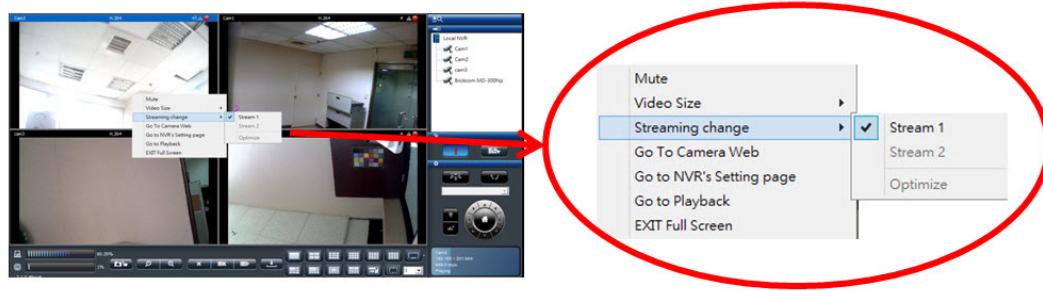 Cam2 H.264
Cam1 H.264
Local NVR
Cam1
Cam2
cam3
Brickcom MD-300Np
Mute
Video Size
Streaming change
Stream 1
Go To Camera Web
Stream 2
Go to NVR's Setting page
Optimize
Go to Playback
EXIT Full Screen
cam3 H.264
Mute
Video Size
Streaming change
Stream 1
Go To Camera Web
Stream 2
Go to NVR's Setting page
Optimize
Go to Playback
EXIT Full Screen